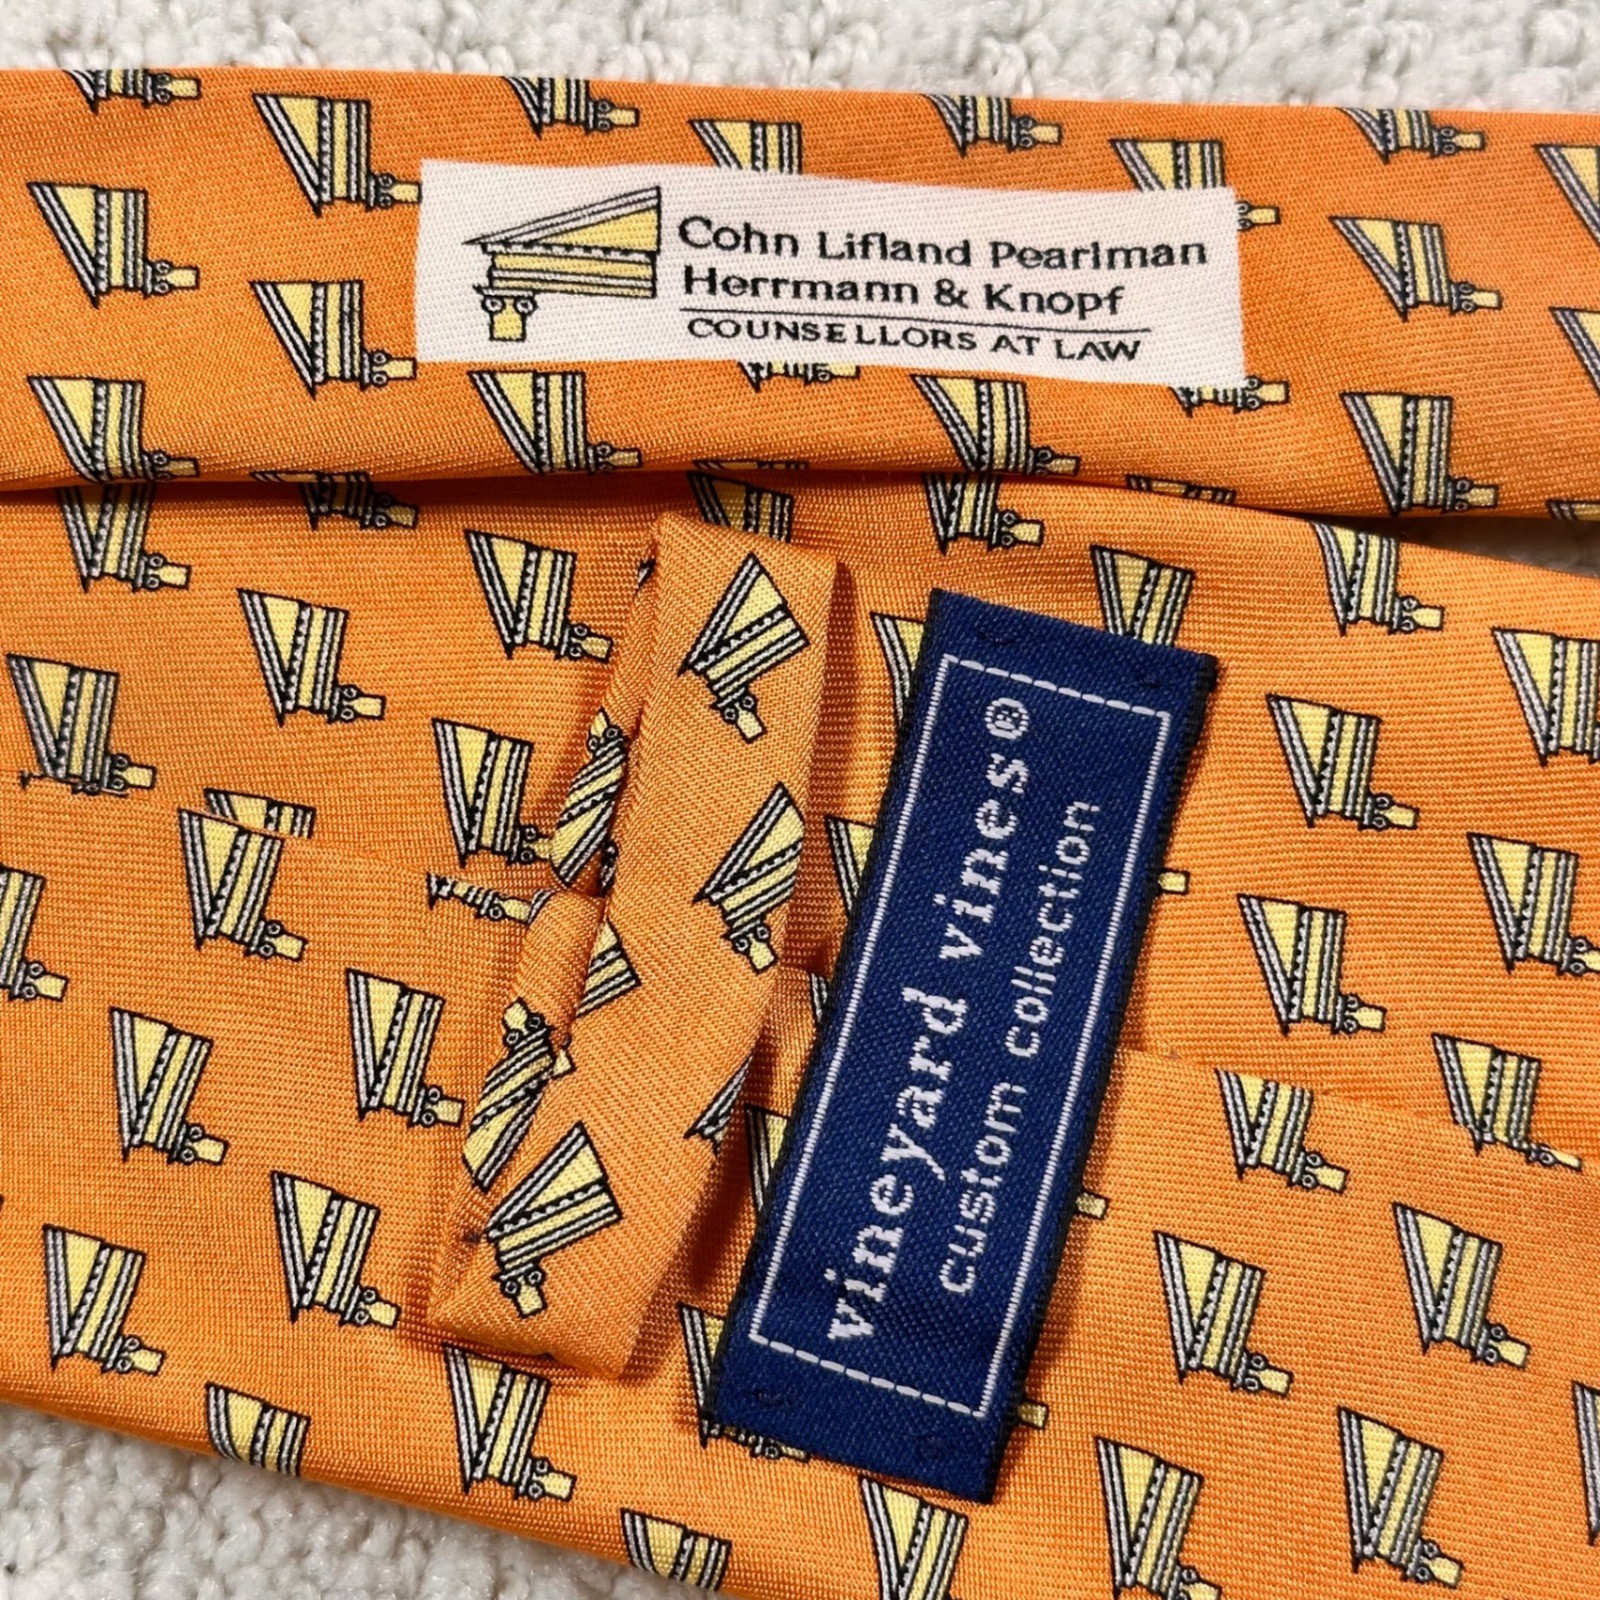 Cohn Lifland Pearlman
Herrmann & Knopf
COUNSELLORS AT LAW
vineyard vines®
custom collection